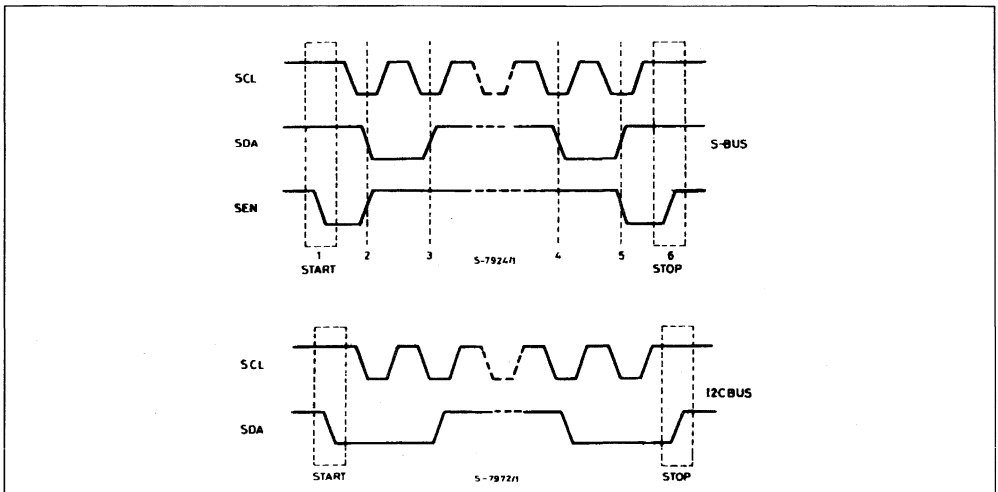 SCL
SDA
S-BUS
SEN
1 2 3 S-7924/1 4 5 6
START STOP
SCL
I2CBUS
SDA
START S-7972/1 STOP